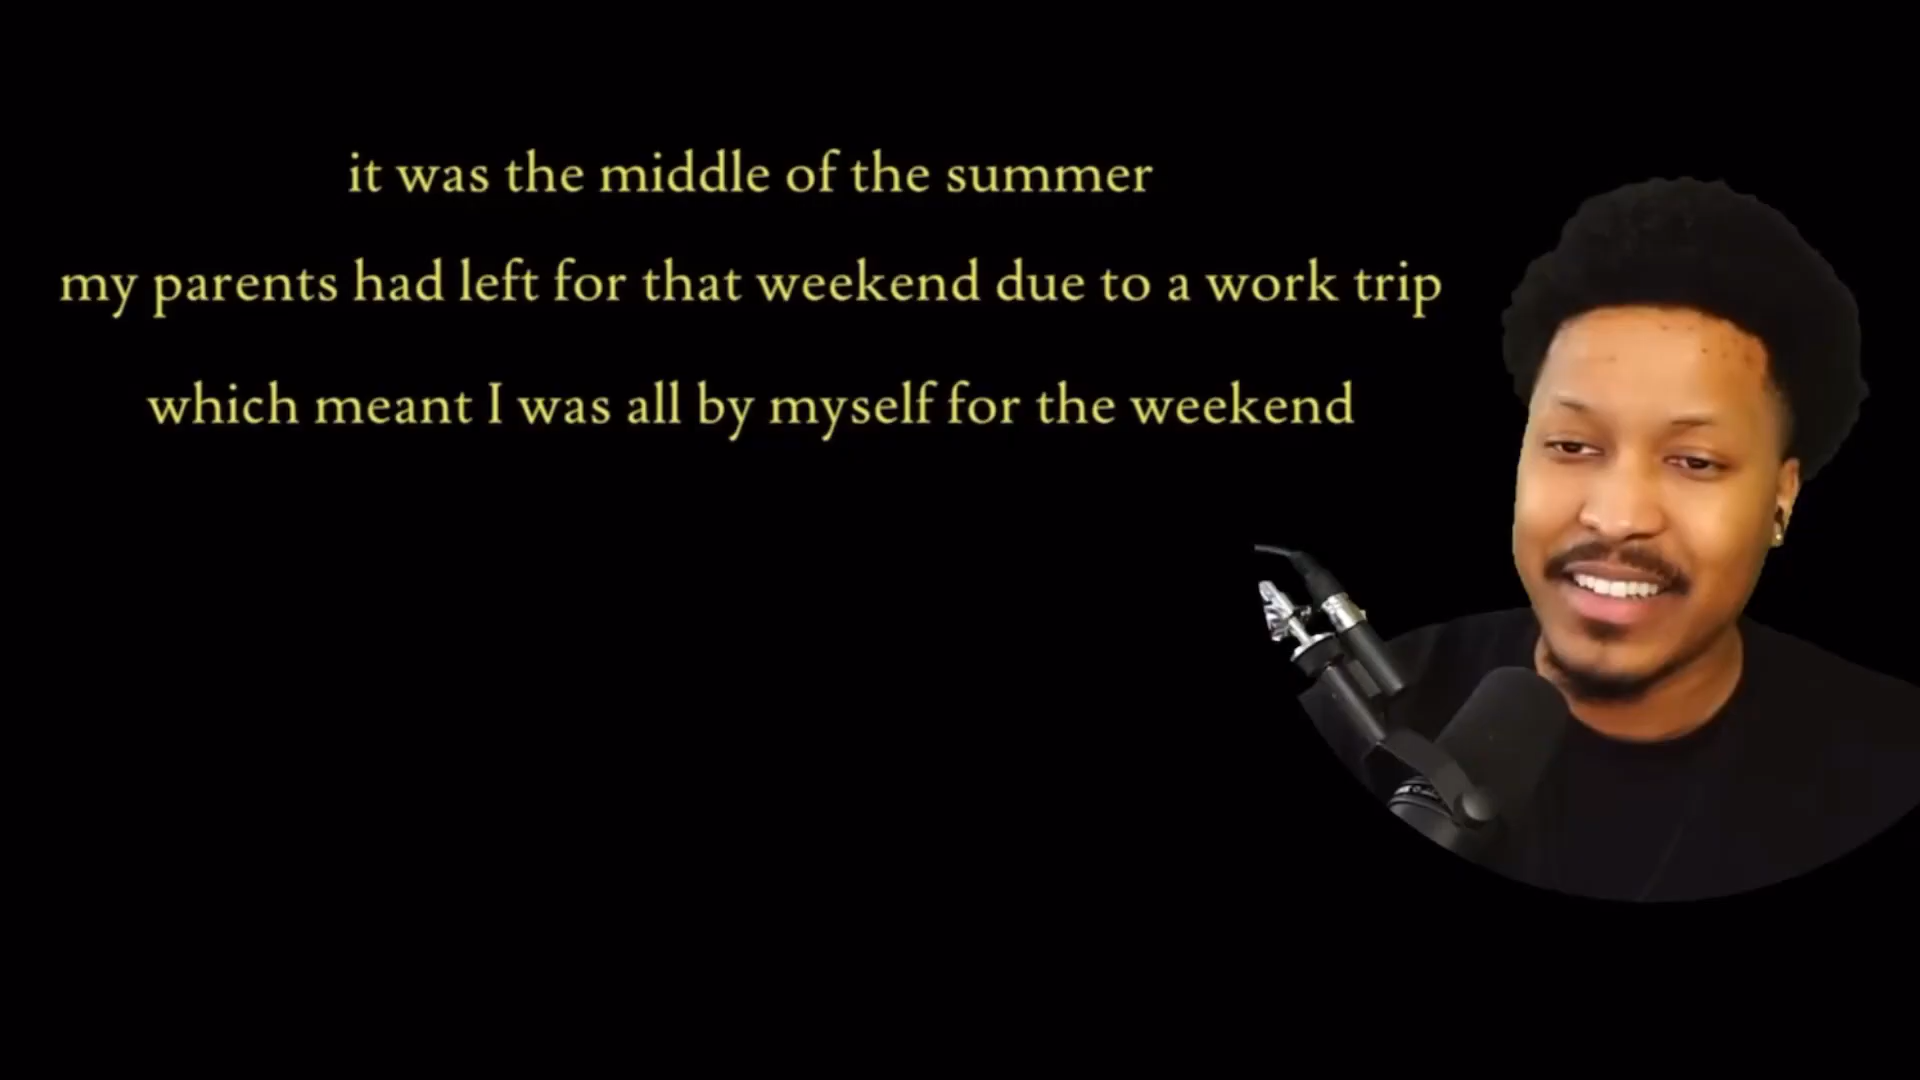 it was the middle of the summer
my parents had left for that weekend due to a work trip
which meant I was all by myself for the weekend